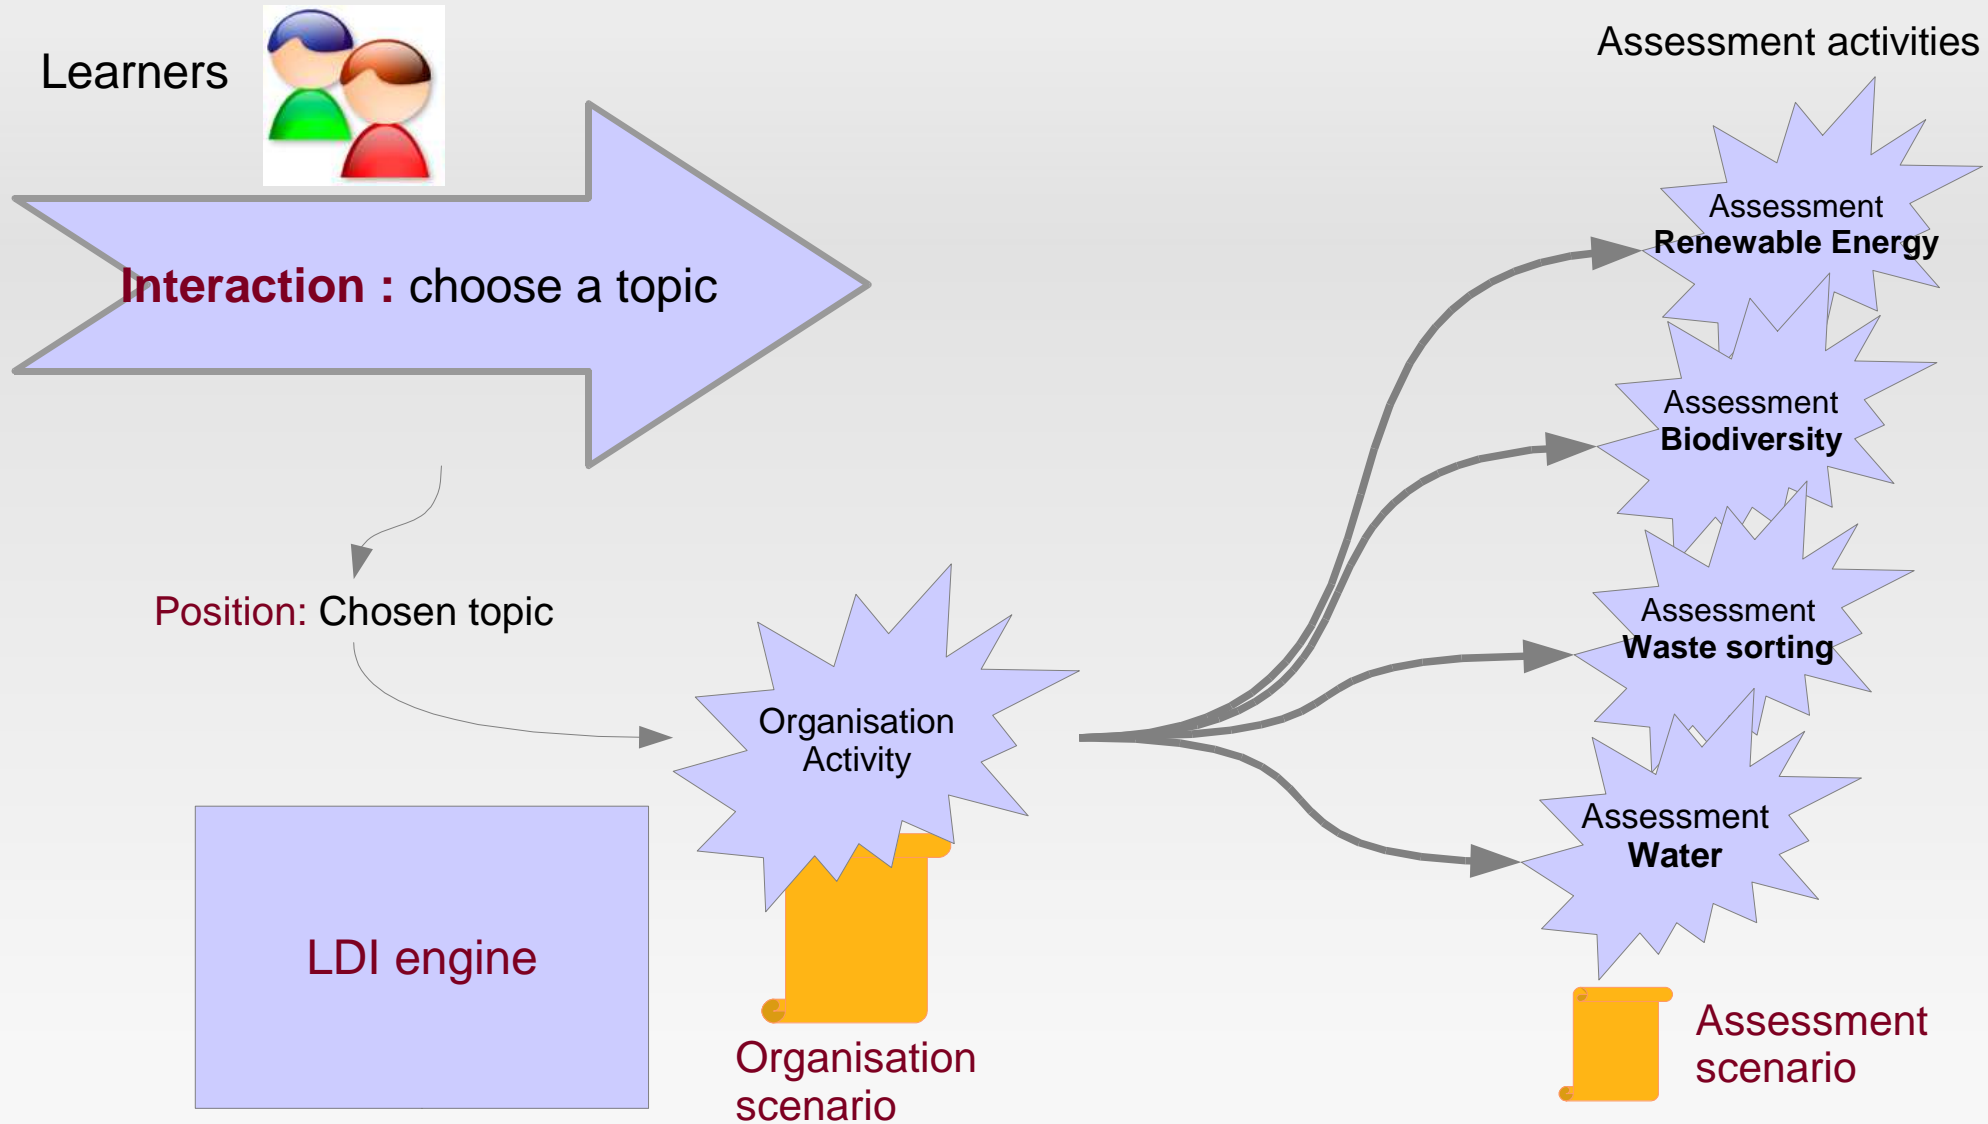 Learners
Assessment activities
Interaction : choose a topic
Assessment
Renewable Energy
Assessment
Biodiversity
Position: Chosen topic
Assessment
Waste sorting
Organisation
Activity
Assessment
Water
LDI engine
Organisation
scenario
Assessment
scenario